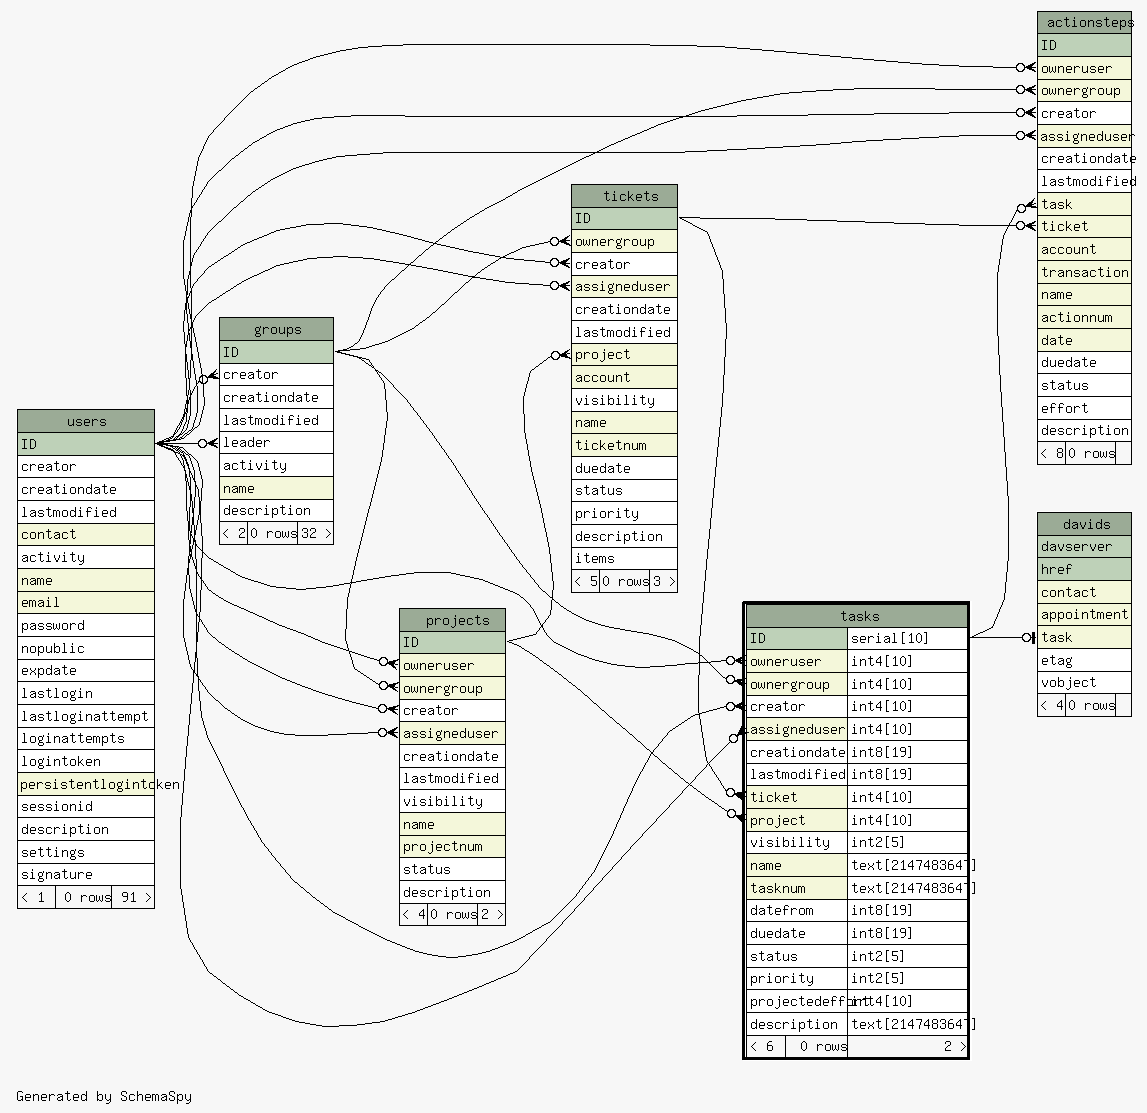 actionsteps
ID
owneruser
ownergroup
creator
assigneduser
creationdate
lastmodified
task
ticket
account
transaction
name
actionnum
date
duedate
status
effort
description
< 8 0 rows
tickets
ID
ownergroup
creator
assigneduser
creationdate
lastmodified
project
account
visibility
name
ticketnum
duedate
status
priority
description
items
< 5 0 rows 3 >
groups
ID
creator
creationdate
lastmodified
leader
activity
name
description
< 2 0 rows 32 >
users
ID
creator
creationdate
lastmodified
contact
activity
name
email
password
nopublic
expdate
lastlogin
lastloginattempt
loginattempts
logintoken
persistentlogintoken
sessionid
description
settings
signature
< 1 0 rows 91 >
davids
davserver
href
contact
appointment
task
etag
vobject
< 4 0 rows
projects
ID
owneruser
ownergroup
creator
assigneduser
creationdate
lastmodified
visibility
name
projectnum
status
description
< 4 0 rows 2 >
tasks
ID serial[10]
owneruser int4[10]
ownergroup int4[10]
creator int4[10]
assigneduser int4[10]
creationdate int8[19]
lastmodified int8[19]
ticket int4[10]
project int4[10]
visibility int2[5]
name text[2147483647]
tasknum text[2147483647]
datefrom int8[19]
duedate int8[19]
status int2[5]
priority int2[5]
projectedeffort int4[10]
description text[2147483647]
< 6 0 rows 2 >
Generated by SchemaSpy